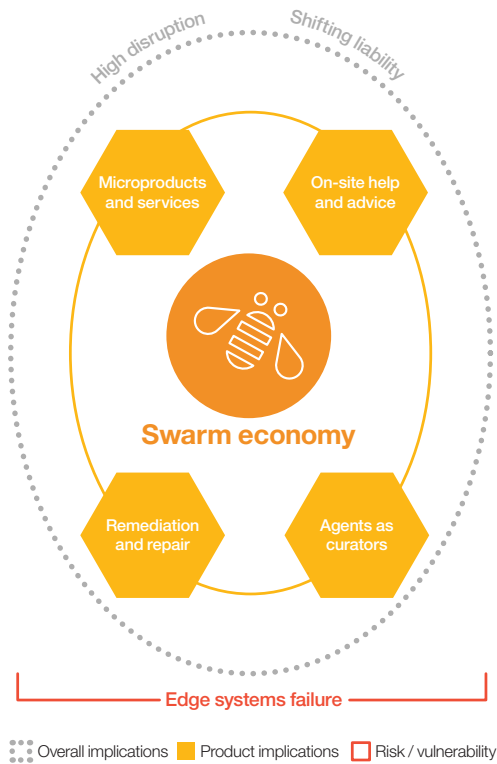 High disruption
Shifting liability
Microproducts
and services
On-site help
and advice
Swarm economy
Remediation
and repair
Agents as
curators
Edge systems failure
Overall implications
Product implications
Risk / vulnerability